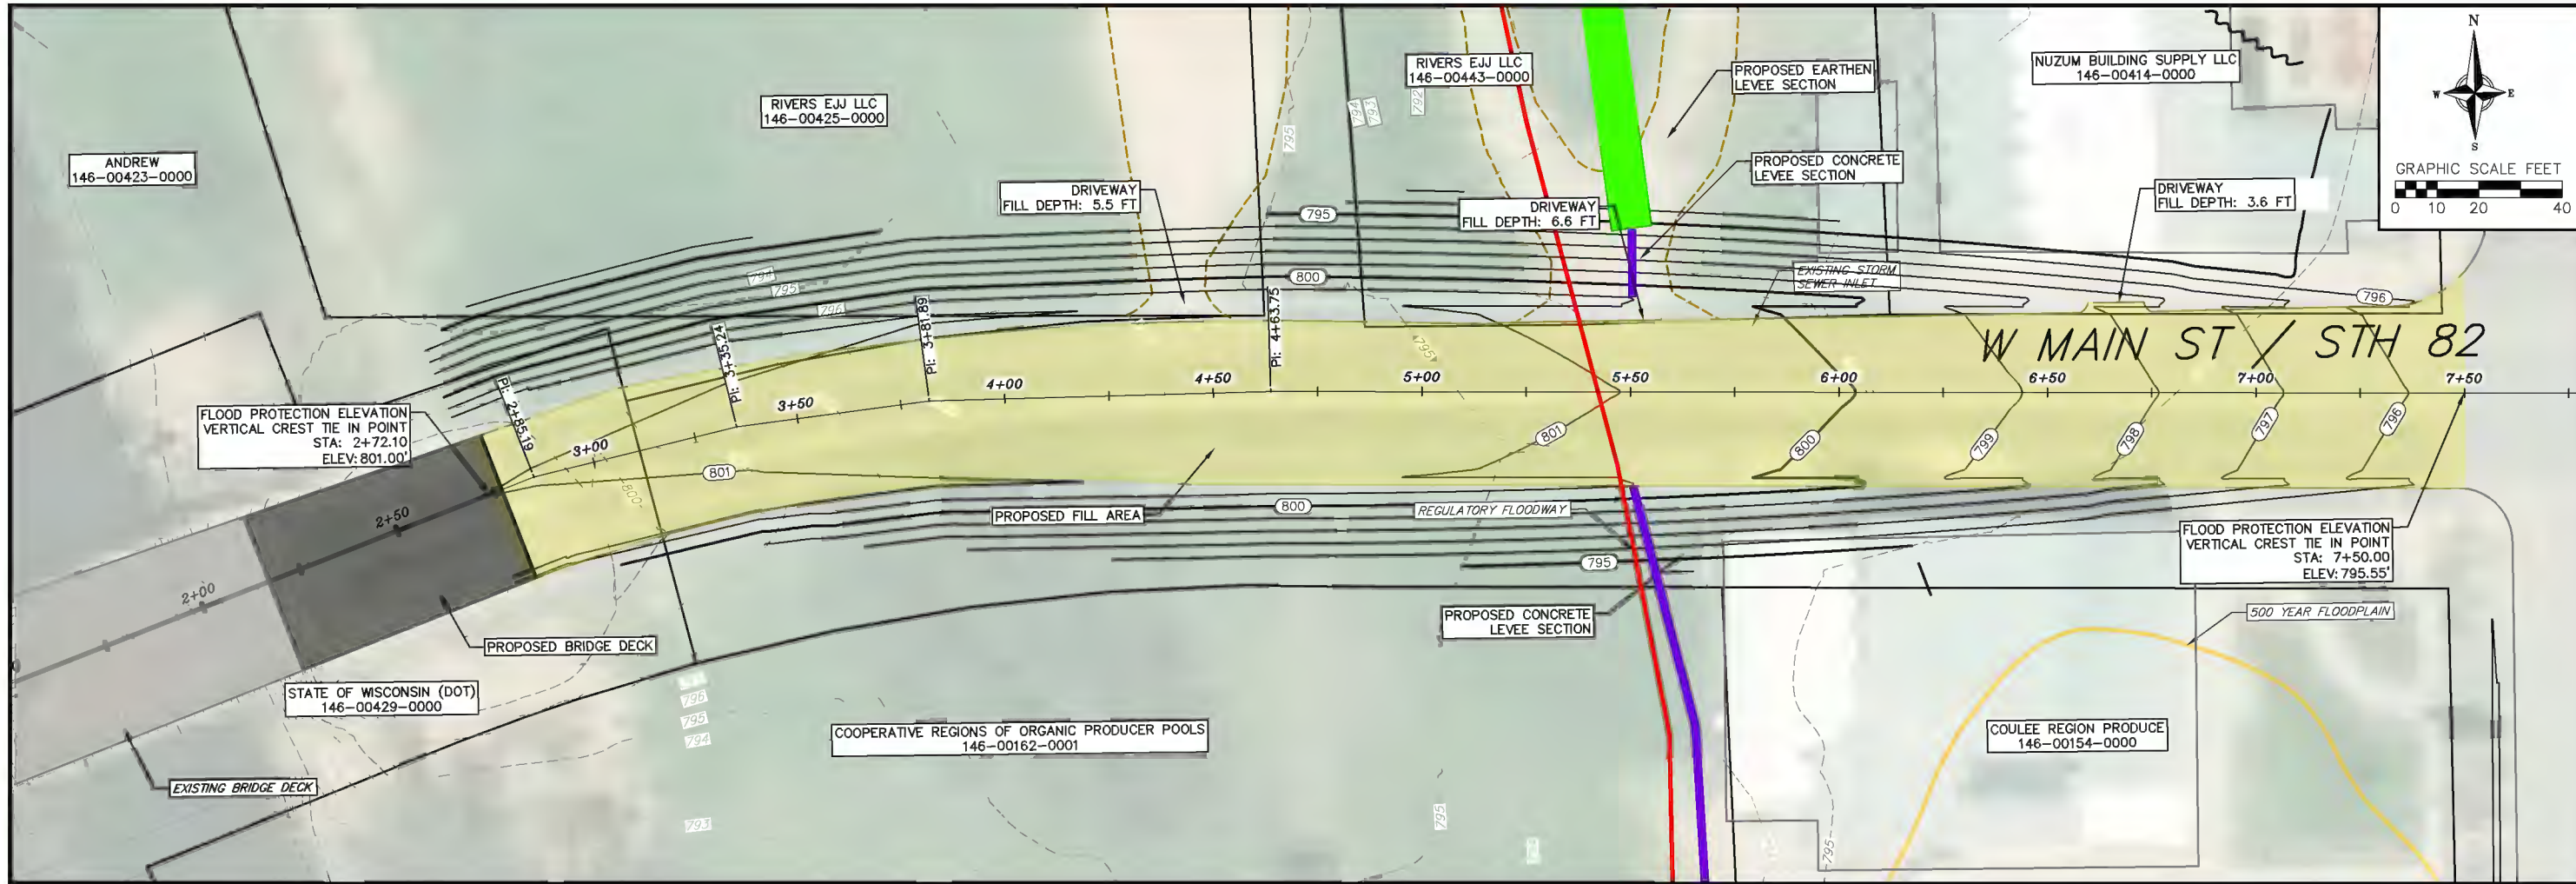 ANDREW
146-00423-0000
RIVERS EJJ LLC
146-00425-0000
RIVERS EJJ LLC
146-00443-0000
PROPOSED EARTHEN
LEVEE SECTION
NUZUM BUILDING SUPPLY LLC
146-00414-0000
N
W
E
S
GRAPHIC SCALE FEET
0 10 20 40
PROPOSED CONCRETE
LEVEE SECTION
DRIVEWAY
FILL DEPTH: 5.5 FT
DRIVEWAY
FILL DEPTH: 6.6 FT
DRIVEWAY
FILL DEPTH: 3.6 FT
794
793
792
795
795
800
794
795
796
EXISTING STORM
SEWER INLET
796
PI: 2+85.19
PI: 3+35.24
PI: 3+81.89
PI: 4+63.75
W MAIN ST / STH 82
2+00
2+50
3+00
3+50
4+00
4+50
5+00
5+50
6+00
6+50
7+00
7+50
795
FLOOD PROTECTION ELEVATION
VERTICAL CREST TIE IN POINT
STA: 2+72.10
ELEV: 801.00'
801
800
801
800
799
798
797
796
PROPOSED FILL AREA
800
REGULATORY FLOODWAY
795
FLOOD PROTECTION ELEVATION
VERTICAL CREST TIE IN POINT
STA: 7+50.00
ELEV: 795.55'
PROPOSED CONCRETE
LEVEE SECTION
500 YEAR FLOODPLAIN
PROPOSED BRIDGE DECK
STATE OF WISCONSIN (DOT)
146-00429-0000
796
795
794
793
COOPERATIVE REGIONS OF ORGANIC PRODUCER POOLS
146-00162-0001
COULEE REGION PRODUCE
146-00154-0000
EXISTING BRIDGE DECK
795
795